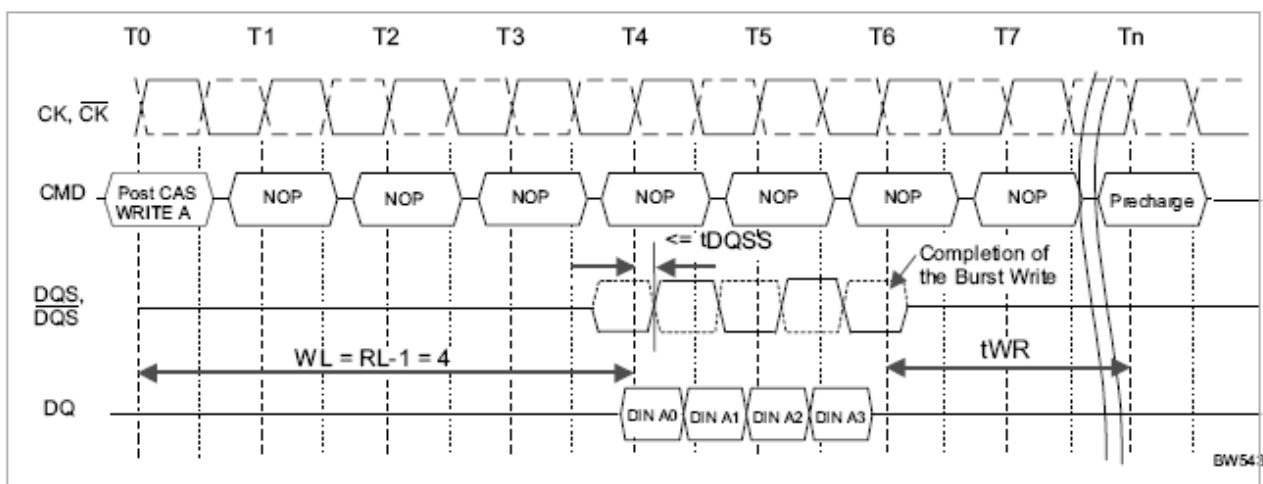 T0 T1 T2 T3 T4 T5 T6 T7 Tn
CK, CK
CMD Post CAS WRITE A NOP NOP NOP NOP NOP NOP NOP Precharge
<= tDQSS
Completion of
the Burst Write
DQS,
DQS
WL = RL-1 = 4
tWR
DQ DIN A0 DIN A1 DIN A2 DIN A3